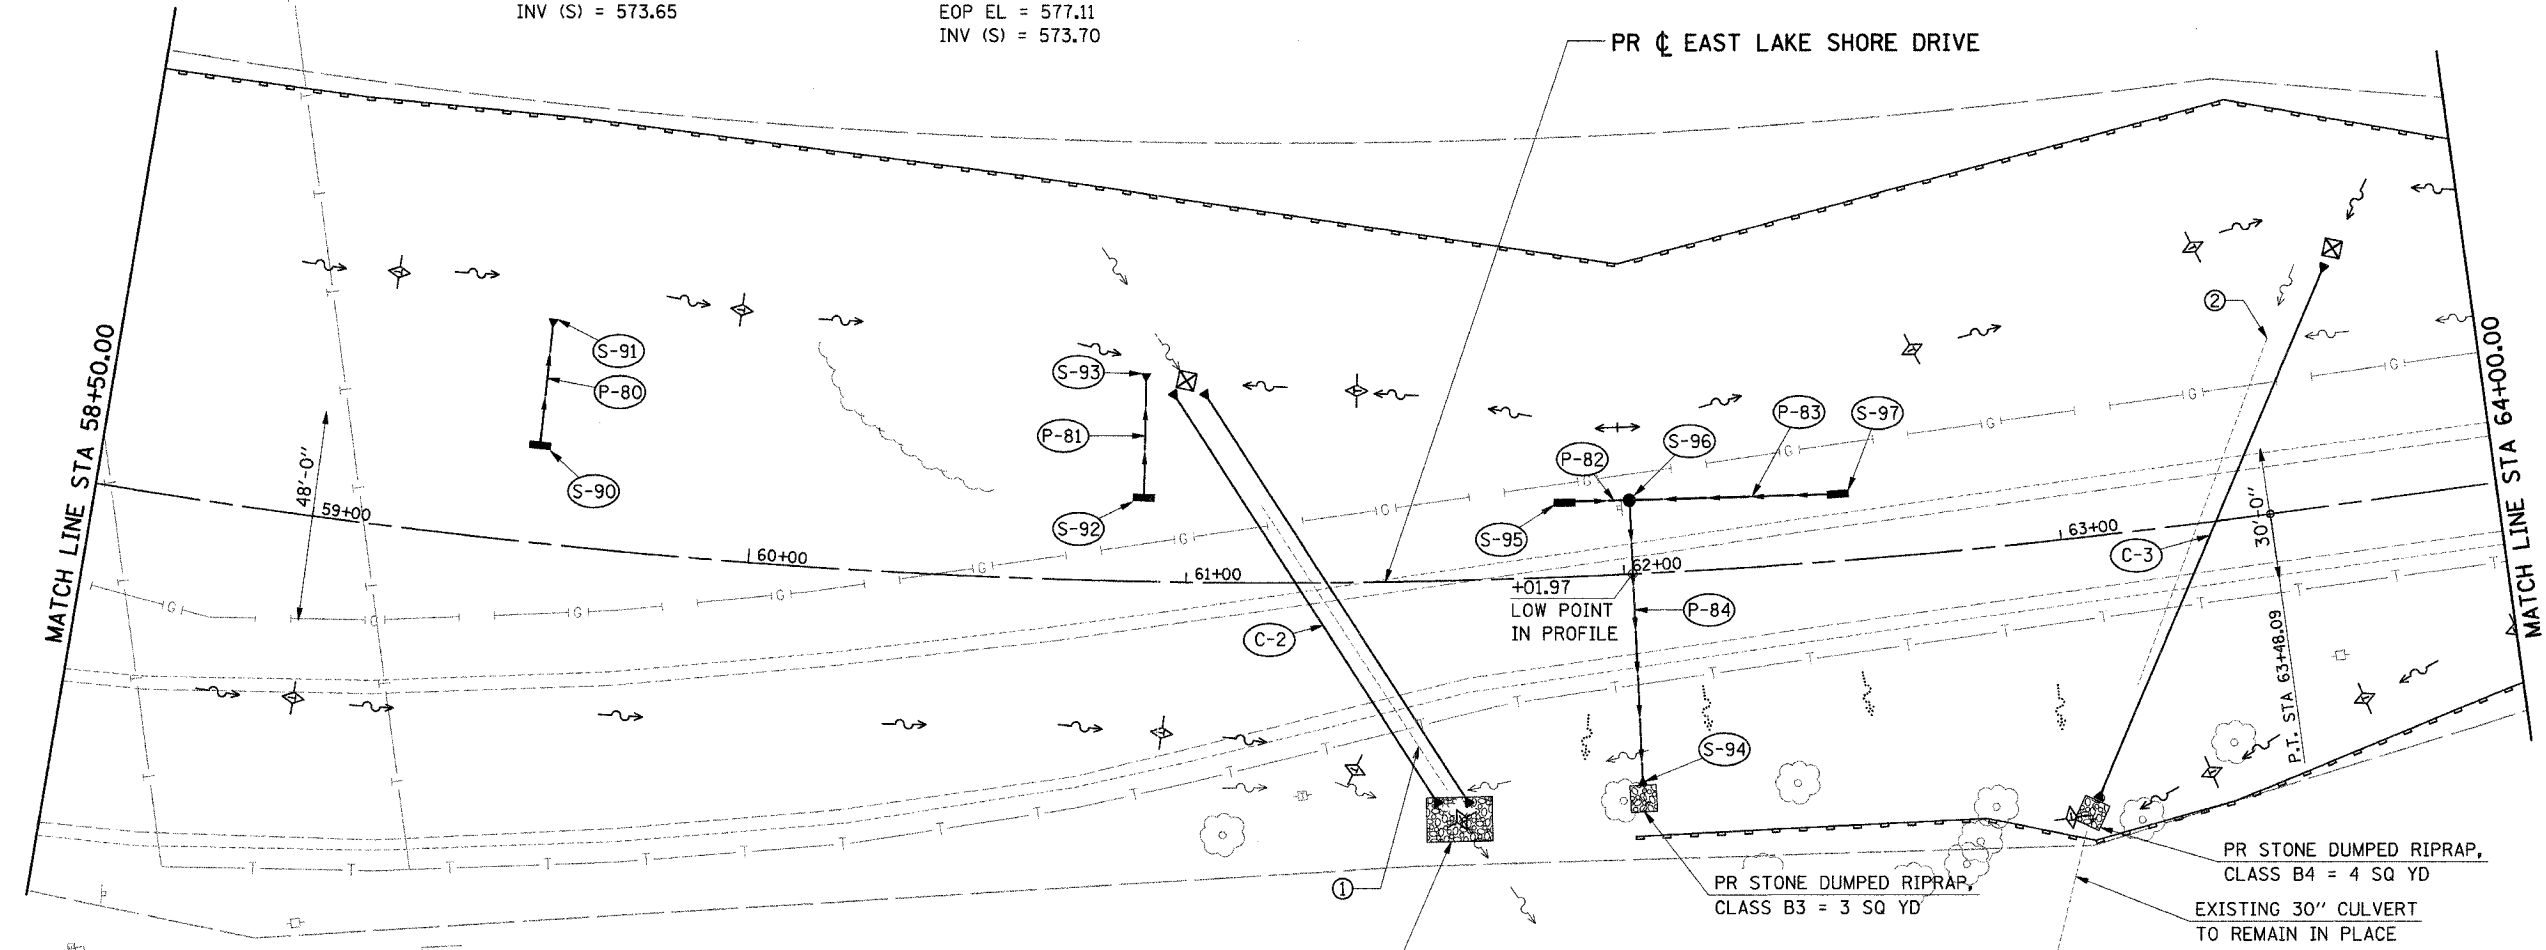 INV (S) = 573.65
EOP EL = 577.11
INV (S) = 573.70
PR ℄ EAST LAKE SHORE DRIVE
MATCH LINE STA 58+50.00
MATCH LINE STA 64+00.00
S-91
P-80
S-90
S-93
P-81
S-92
P-82
S-96
P-83
S-97
S-95
2
48'-0"
59+00
60+00
61+00
62+00
63+00
+01.97
LOW POINT
IN PROFILE
P-84
C-2
C-3
30'-0"
P.T. STA 63+48.09
S-94
1
G
G
G
G
G
G
G
G
G
G
G
G
T
T
T
T
T
T
T
T
T
T
T
T
T
T
PR STONE DUMPED RIPRAP,
CLASS B3 = 3 SQ YD
PR STONE DUMPED RIPRAP,
CLASS B4 = 4 SQ YD
EXISTING 30" CULVERT
TO REMAIN IN PLACE